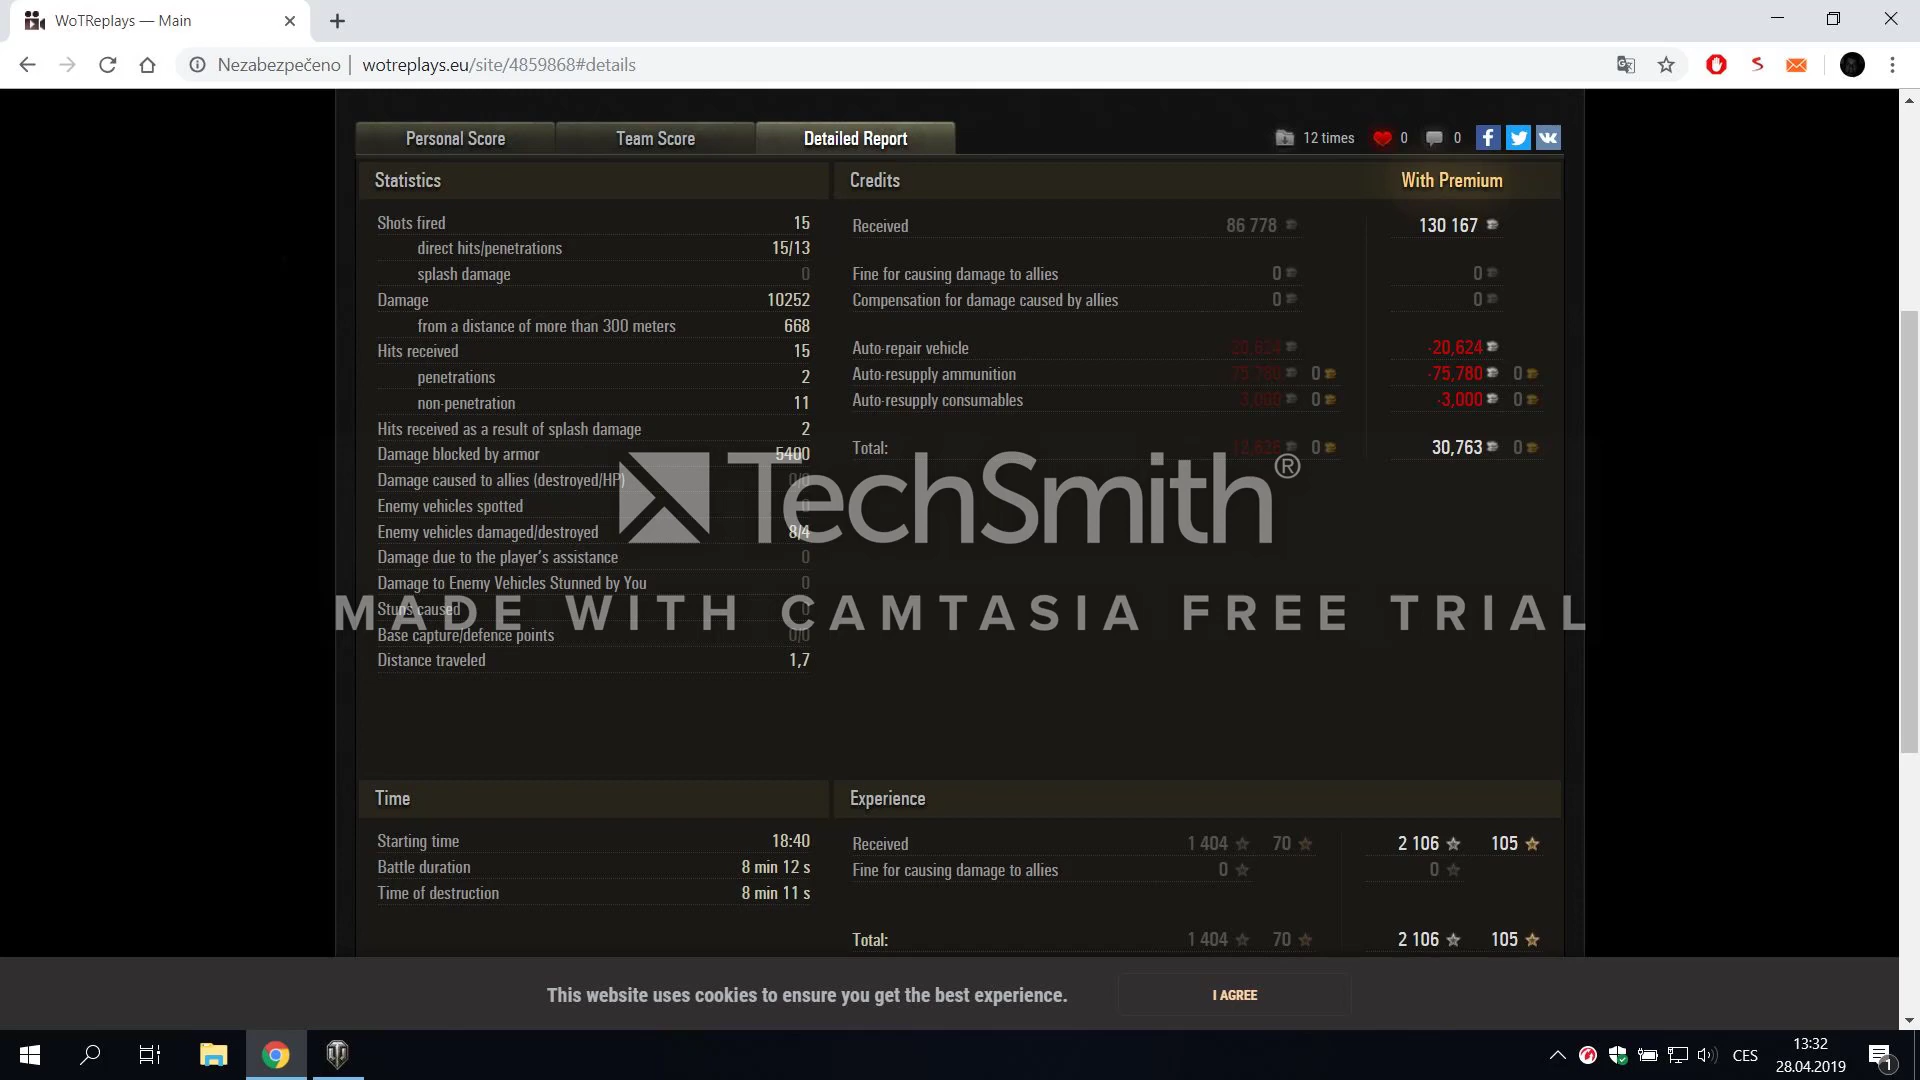 WoTReplays — Main
Nezabezpečeno | wotreplays.eu/site/4859868#details
Personal Score Team Score Detailed Report 12 times 0 0
Statistics Credits With Premium
Shots fired 15
direct hits/penetrations 15/13
splash damage 0
Damage 10252
from a distance of more than 300 meters 668
Hits received 15
penetrations 2
non-penetration 11
Hits received as a result of splash damage 2
Damage blocked by armor 5400
Damage caused to allies (destroyed/HP) 0/0
Enemy vehicles spotted 0
Enemy vehicles damaged/destroyed 8/4
Damage due to the player's assistance 0
Damage to Enemy Vehicles Stunned by You 0
Stuns caused 0
Base capture/defence points 0/0
Distance traveled 1,7
Received 86 778 130 167
Fine for causing damage to allies 0 0
Compensation for damage caused by allies 0 0
Auto-repair vehicle -20,624 -20,624
Auto-resupply ammunition -75,780 0 -75,780 0
Auto-resupply consumables -3,000 0 -3,000 0
Total: 0 30,763 0
TechSmith®
MADE WITH CAMTASIA FREE TRIAL
Time
Starting time 18:40
Battle duration 8 min 12 s
Time of destruction 8 min 11 s
Experience
Received 1 404 70 2 106 105
Fine for causing damage to allies 0 0
Total: 1 404 70 2 106 105
This website uses cookies to ensure you get the best experience. I AGREE
CES
13:32
28.04.2019
1